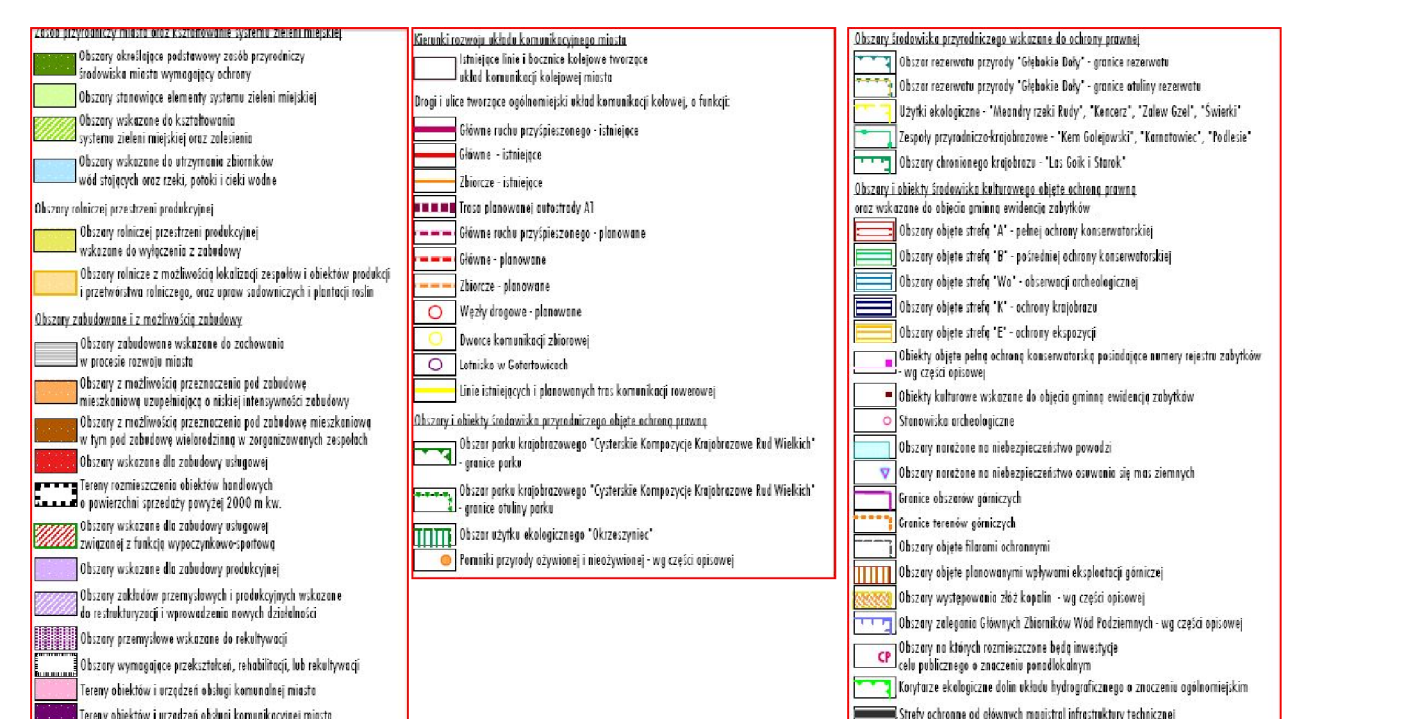 Zasób przyrodniczy miasta oraz kształtowanie systemu zieleni miejskiej
Obszary określające podstawowy zasób przyrodniczy
środowiska miasta wymagający ochrony
Obszary stanowiące elementy systemu zieleni miejskiej
Obszary wskazane do kształtowania
systemu zieleni miejskiej oraz zalesienia
Obszary wskazane do utrzymania zbiorników
wód stojących oraz rzeki, potoki i cieki wodne
Obszary rolniczej przestrzeni produkcyjnej
Obszary rolniczej przestrzeni produkcyjnej
wskazane do wyłączenia z zabudowy
Obszary rolnicze z możliwością lokalizacji zespołów i obiektów produkcji
i przetwórstwa rolniczego, oraz upraw sadowniczych i plantacji roślin
Obszary zabudowane i z możliwością zabudowy
Obszary zabudowane wskazane do zachowania
w procesie rozwoju miasta
Obszary z możliwością przeznaczenia pod zabudowę
mieszkaniową uzupełniającą o niskiej intensywności zabudowy
Obszary z możliwością przeznaczenia pod zabudowę mieszkaniową
w tym pod zabudowę wielorodzinną w zorganizowanych zespołach
Obszary wskazane dla zabudowy usługowej
Tereny rozmieszczenia obiektów handlowych
o powierzchni sprzedaży powyżej 2000 m kw.
Obszary wskazane dla zabudowy usługowej
związanej z funkcją wypoczynkowo-sportową
Obszary wskazane dla zabudowy produkcyjnej
Obszary zakładów przemysłowych i produkcyjnych wskazane
do restrukturyzacji i wprowadzenia nowych działalności
Obszary przemysłowe wskazane do rekultywacji
Obszary wymagające przekształceń, rehabilitacji, lub rekultywacji
Tereny obiektów i urządzeń obsługi komunalnej miasta
Tereny obiektów i urządzeń obsługi komunikacyjnej miasta
Kierunki rozwoju układu komunikacyjnego miasta
Istniejące linie i bocznice kolejowe tworzące
układ komunikacji kolejowej miasta
Drogi i ulice tworzące ogólnomiejski układ komunikacji kołowej, o funkcji:
Główne ruchu przyśpieszonego - istniejące
Główne - istniejące
Zbiorcze - istniejące
Trasa planowanej autostrady A1
Główne ruchu przyśpieszonego - planowane
Główne - planowane
Zbiorcze - planowane
Węzły drogowe - planowane
Dworce komunikacji zbiorowej
Lotnisko w Gotartowicach
Linie istniejących i planowanych tras komunikacji rowerowej
Obszary i obiekty środowiska przyrodniczego objęte ochroną prawną
Obszar parku krajobrazowego "Cysterskie Kompozycje Krajobrazowe Rud Wielkich"
- granice parku
Obszar parku krajobrazowego "Cysterskie Kompozycje Krajobrazowe Rud Wielkich"
- granice otuliny parku
Obszar użytku ekologicznego "Okrzeszyniec"
Pomniki przyrody ożywionej i nieożywionej - wg części opisowej
Obszary środowiska przyrodniczego wskazane do ochrony prawnej
Obszar rezerwatu przyrody "Głębokie Doły" - granice rezerwatu
Obszar rezerwatu przyrody "Głębokie Doły" - granice otuliny rezerwatu
Użytki ekologiczne - "Meandry rzeki Rudy", "Kencerz", "Zalew Gzel", "Świerki"
Zespoły przyrodniczo-krajobrazowe - "Kem Golejowski", "Karnatowiec", "Podlesie"
Obszary chronionego krajobrazu - "Las Goik i Starok"
Obszary i obiekty środowiska kulturowego objęte ochroną prawną
oraz wskazane do objęcia gminną ewidencją zabytków
Obszary objęte strefą "A" - pełnej ochrony konserwatorskiej
Obszary objęte strefą "B" - pośredniej ochrony konserwatorskiej
Obszary objęte strefą "Wo" - obserwacji archeologicznej
Obszary objęte strefą "K" - ochrony krajobrazu
Obszary objęte strefą "E" - ochrony ekspozycji
Obiekty objęte pełną ochroną konserwatorską posiadające numery rejestru zabytków
- wg części opisowej
Obiekty kulturowe wskazane do objęcia gminną ewidencją zabytków
Stanowiska archeologiczne
Obszary narażone na niebezpieczeństwo powodzi
Obszary narażone na niebezpieczeństwo osuwania się mas ziemnych
Granice obszarów górniczych
Granice terenów górniczych
Obszary objęte filarami ochronnymi
Obszary objęte planowanymi wpływami eksploatacji górniczej
Obszary występowania złóż kopalin - wg części opisowej
Obszary zalegania Głównych Zbiorników Wód Podziemnych - wg części opisowej
CP
Obszary na których rozmieszczone będą inwestycje
celu publicznego o znaczeniu ponadlokalnym
Korytarze ekologiczne dolin układu hydrograficznego o znaczeniu ogólnomiejskim
Strefy ochronne od głównych magistral infrastruktury technicznej